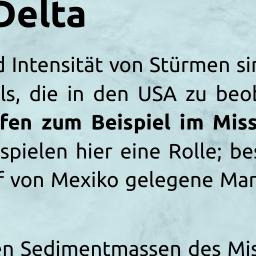 Delta
d Intensität von Stürmen sin
ls, die in den USA zu beob
fen zum Beispiel im Miss
spielen hier eine Rolle; bes
f von Mexiko gelegene Mar
en Sedimentmassen des Mis